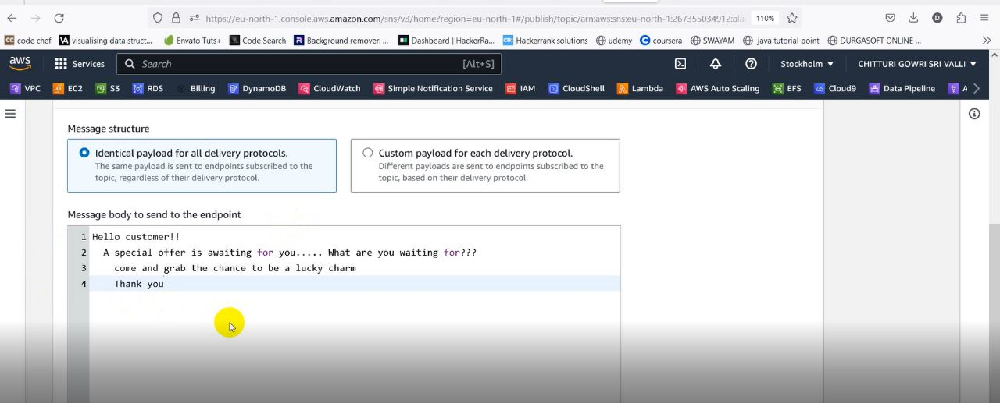 https://eu-north-1.console.aws.amazon.com/sns/v3/home?region=eu-north-1#/publish/topic/arn:aws:sns:eu-north-1:267355034912:ala 110%
code chef visualising data struct... Envato Tuts+ Code Search Background remover: ... Dashboard | HackerRa... Hackerrank solutions udemy coursera SWAYAM java tutorial point DURGASOFT ONLINE ...
aws Services Search [Alt+S] Stockholm CHITTURI GOWRI SRI VALLI
VPC EC2 S3 RDS Billing DynamoDB CloudWatch Simple Notification Service IAM CloudShell Lambda AWS Auto Scaling EFS Cloud9 Data Pipeline A
Message structure
Identical payload for all delivery protocols.
The same payload is sent to endpoints subscribed to the
topic, regardless of their delivery protocol.
Custom payload for each delivery protocol.
Different payloads are sent to endpoints subscribed to the
topic, based on their delivery protocol.
Message body to send to the endpoint
1 Hello customer!!
2 A special offer is awaiting for you..... What are you waiting for???
3 come and grab the chance to be a lucky charm
4 Thank you